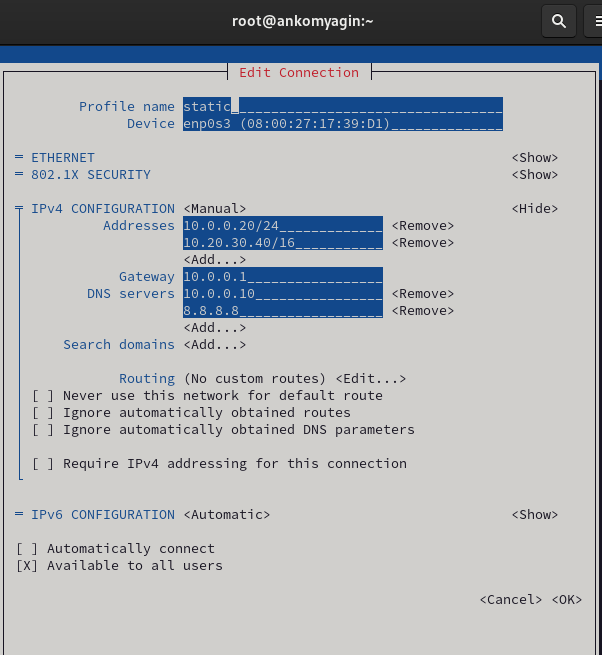 root@ankomyagin:~
Edit Connection
Profile name static
Device enp0s3 (08:00:27:17:39:D1)
= ETHERNET <Show>
= 802.1X SECURITY <Show>
IPv4 CONFIGURATION <Manual> <Hide>
Addresses 10.0.0.20/24 <Remove>
10.20.30.40/16 <Remove>
<Add...>
Gateway 10.0.0.1
DNS servers 10.0.0.10 <Remove>
8.8.8.8 <Remove>
<Add...>
Search domains <Add...>
Routing (No custom routes) <Edit...>
[ ] Never use this network for default route
[ ] Ignore automatically obtained routes
[ ] Ignore automatically obtained DNS parameters
[ ] Require IPv4 addressing for this connection
= IPv6 CONFIGURATION <Automatic> <Show>
[ ] Automatically connect
[X] Available to all users
<Cancel> <OK>